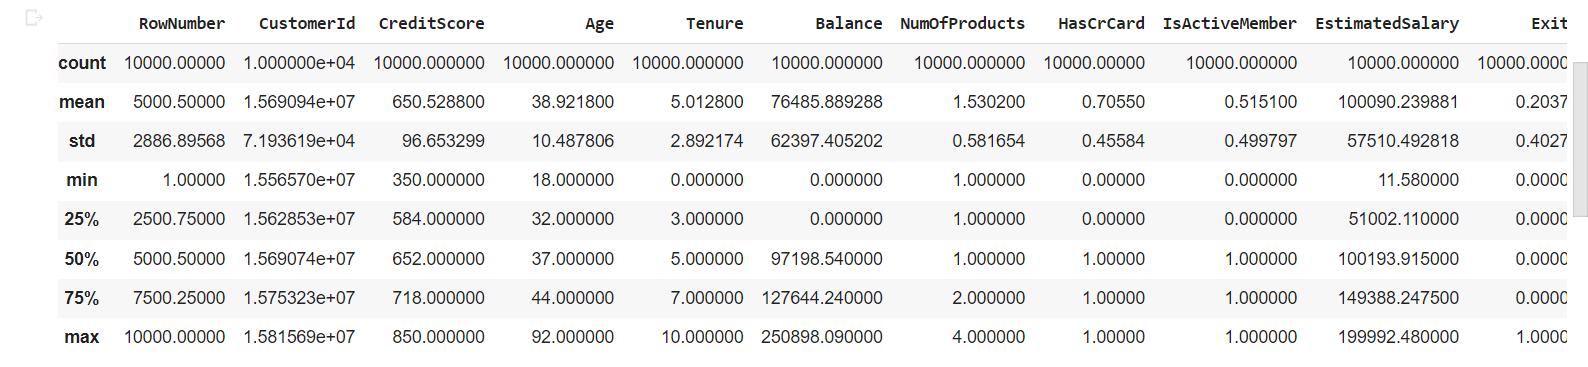 RowNumber CustomerId CreditScore Age Tenure Balance NumOfProducts HasCrCard IsActiveMember EstimatedSalary Exit
count 10000.00000 1.000000e+04 10000.000000 10000.000000 10000.000000 10000.000000 10000.000000 10000.00000 10000.000000 10000.000000 10000.0000
mean 5000.50000 1.569094e+07 650.528800 38.921800 5.012800 76485.889288 1.530200 0.70550 0.515100 100090.239881 0.2037
std 2886.89568 7.193619e+04 96.653299 10.487806 2.892174 62397.405202 0.581654 0.45584 0.499797 57510.492818 0.4027
min 1.00000 1.556570e+07 350.000000 18.000000 0.000000 0.000000 1.000000 0.00000 0.000000 11.580000 0.0000
25% 2500.75000 1.562853e+07 584.000000 32.000000 3.000000 0.000000 1.000000 0.00000 0.000000 51002.110000 0.0000
50% 5000.50000 1.569074e+07 652.000000 37.000000 5.000000 97198.540000 1.000000 1.00000 1.000000 100193.915000 0.0000
75% 7500.25000 1.575323e+07 718.000000 44.000000 7.000000 127644.240000 2.000000 1.00000 1.000000 149388.247500 0.0000
max 10000.00000 1.581569e+07 850.000000 92.000000 10.000000 250898.090000 4.000000 1.00000 1.000000 199992.480000 1.0000